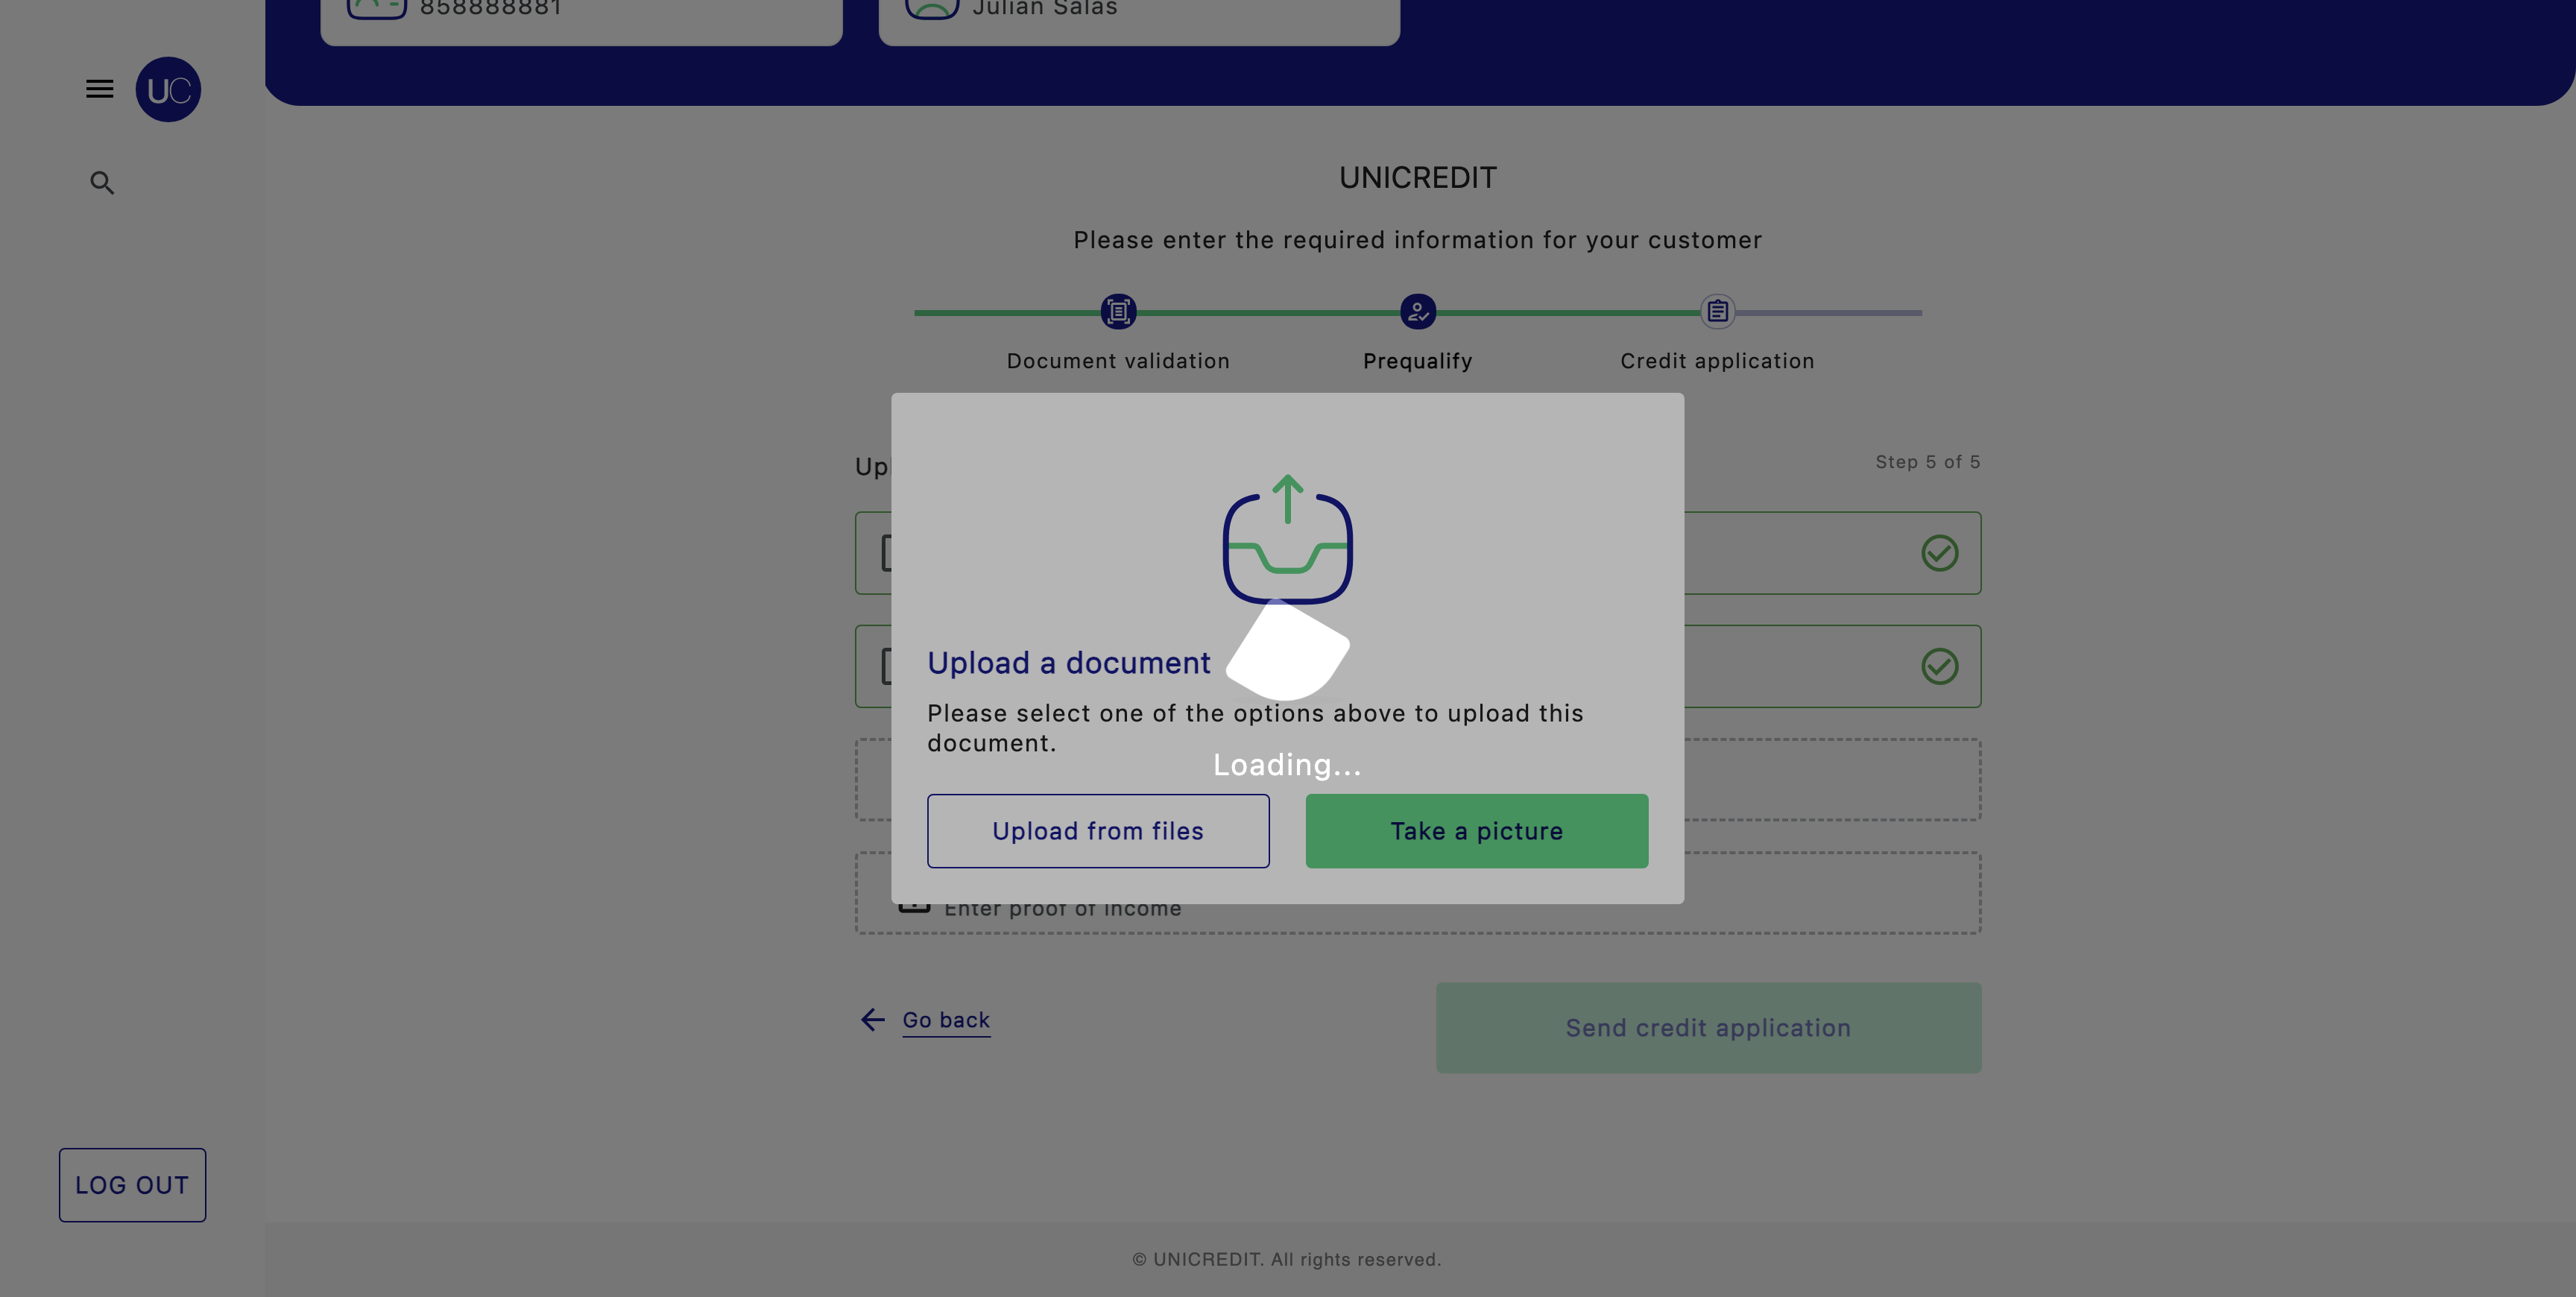 858888881
Julian Salas
UC
UNICREDIT
Please enter the required information for your customer
Document validation
Prequalify
Credit application
Step 5 of 5
Upload a document
Please select one of the options above to upload this
document.
Loading...
Upload from files
Take a picture
Enter proof of income
Go back
Send credit application
LOG OUT
© UNICREDIT. All rights reserved.